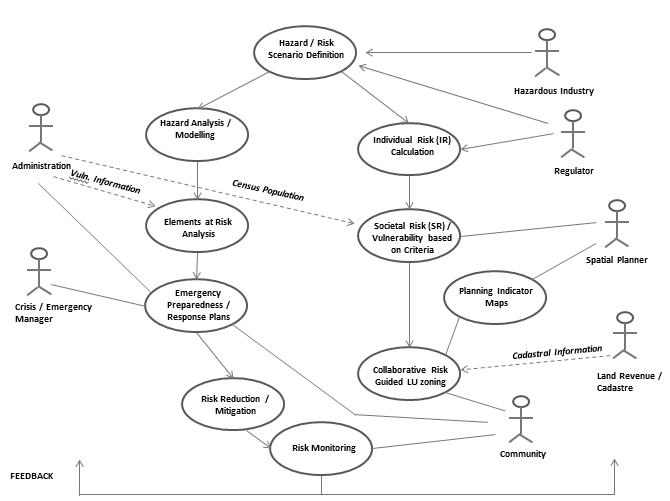 Hazard / Risk
Scenario Definition
Hazardous Industry
Hazard Analysis /
Modelling
Individual Risk (IR)
Calculation
Administration
Regulator
Vuln. Information
Census Population
Elements at Risk
Analysis
Societal Risk (SR) /
Vulnerability based
on Criteria
Spatial Planner
Crisis / Emergency
Manager
Emergency
Preparedness /
Response Plans
Planning Indicator
Maps
Cadastral Information
Collaborative Risk
Guided LU zoning
Land Revenue /
Cadastre
Risk Reduction /
Mitigation
Risk Monitoring
Community
FEEDBACK